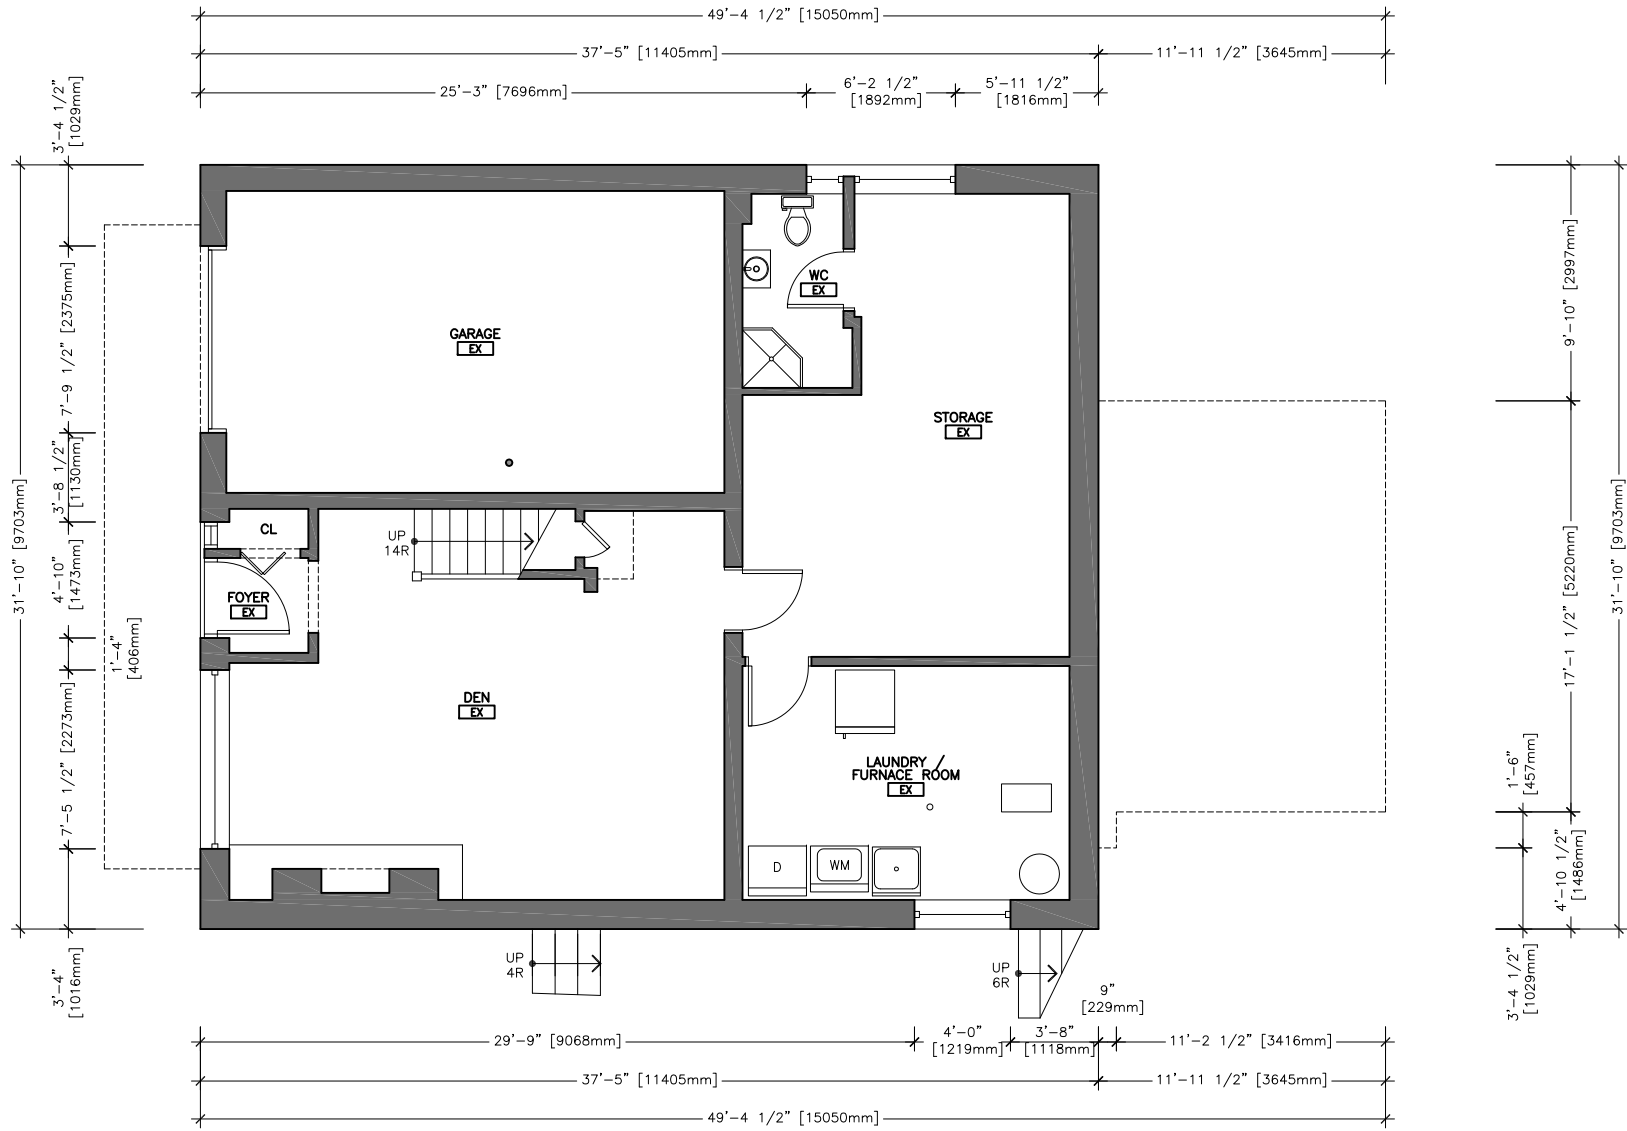 49'-4 1/2" [15050mm]
37'-5" [11405mm]
11'-11 1/2" [3645mm]
25'-3" [7696mm]
6'-2 1/2"
[1892mm]
5'-11 1/2"
[1816mm]
3'-4 1/2"
[1029mm]
31'-10" [9703mm]
7'-9 1/2" [2375mm]
3'-8 1/2"
[1130mm]
4'-10"
[1473mm]
1'-4"
[406mm]
7'-5 1/2" [2273mm]
3'-4"
[1016mm]
GARAGE
EX
WC
EX
STORAGE
EX
CL
UP
14R
FOYER
EX
DEN
EX
LAUNDRY /
FURNACE ROOM
EX
D
WM
UP
4R
UP
6R
9'-10" [2997mm]
17'-1 1/2" [5220mm]
31'-10" [9703mm]
1'-6"
[457mm]
4'-10 1/2"
[1486mm]
3'-4 1/2"
[1029mm]
9"
[229mm]
29'-9" [9068mm]
4'-0"
[1219mm]
3'-8"
[1118mm]
11'-2 1/2" [3416mm]
37'-5" [11405mm]
11'-11 1/2" [3645mm]
49'-4 1/2" [15050mm]